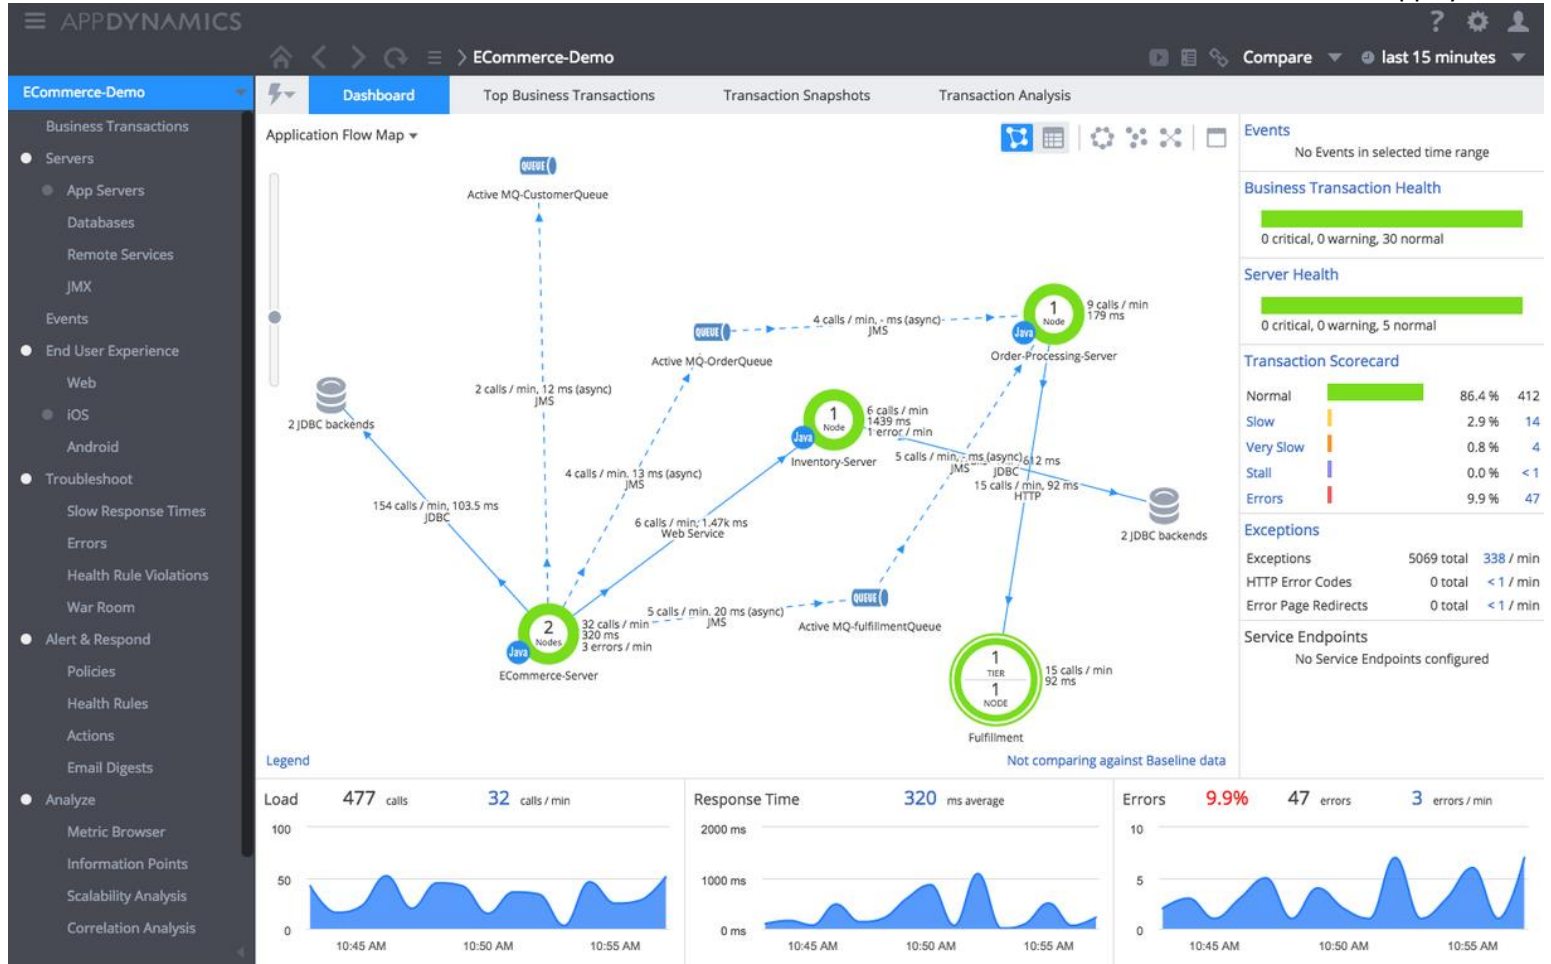 APPDYNAMICS
?
ECommerce-Demo
Compare
last 15 minutes
ECommerce-Demo
Dashboard
Top Business Transactions
Transaction Snapshots
Transaction Analysis
Business Transactions
Servers
App Servers
Databases
Remote Services
JMX
Events
End User Experience
Web
iOS
Android
Troubleshoot
Slow Response Times
Errors
Health Rule Violations
War Room
Alert & Respond
Policies
Health Rules
Actions
Email Digests
Analyze
Metric Browser
Information Points
Scalability Analysis
Correlation Analysis
Application Flow Map
QUEUE
Active MQ-CustomerQueue
2 calls / min, 12 ms (async)
JMS
QUEUE
Active MQ-OrderQueue
4 calls / min, - ms (async)
JMS
1
Node
Java
9 calls / min
179 ms
Order-Processing-Server
2 JDBC backends
1
Node
Java
6 calls / min
1439 ms
1 error / min
Inventory-Server
5 calls / min, - ms (async)
JMS
612 ms
JDBC
15 calls / min, 92 ms
HTTP
4 calls / min, 13 ms (async)
JMS
154 calls / min, 103.5 ms
JDBC
6 calls / min, 1.47k ms
Web Service
2 JDBC backends
5 calls / min, 20 ms (async)
JMS
QUEUE
Active MQ-fulfillmentQueue
2
Nodes
Java
32 calls / min
320 ms
3 errors / min
ECommerce-Server
1
TIER
1
NODE
15 calls / min
92 ms
Fulfillment
Legend
Not comparing against Baseline data
Events
No Events in selected time range
Business Transaction Health
0 critical, 0 warning, 30 normal
Server Health
0 critical, 0 warning, 5 normal
Transaction Scorecard
Normal 86.4 % 412
Slow 2.9 % 14
Very Slow 0.8 % 4
Stall 0.0 % < 1
Errors 9.9 % 47
Exceptions
Exceptions 5069 total 338 / min
HTTP Error Codes 0 total < 1 / min
Error Page Redirects 0 total < 1 / min
Service Endpoints
No Service Endpoints configured
Load 477 calls 32 calls / min
100
50
0
10:45 AM 10:50 AM 10:55 AM
Response Time 320 ms average
2000 ms
1000 ms
0 ms
10:45 AM 10:50 AM 10:55 AM
Errors 9.9% 47 errors 3 errors / min
10
5
0
10:45 AM 10:50 AM 10:55 AM